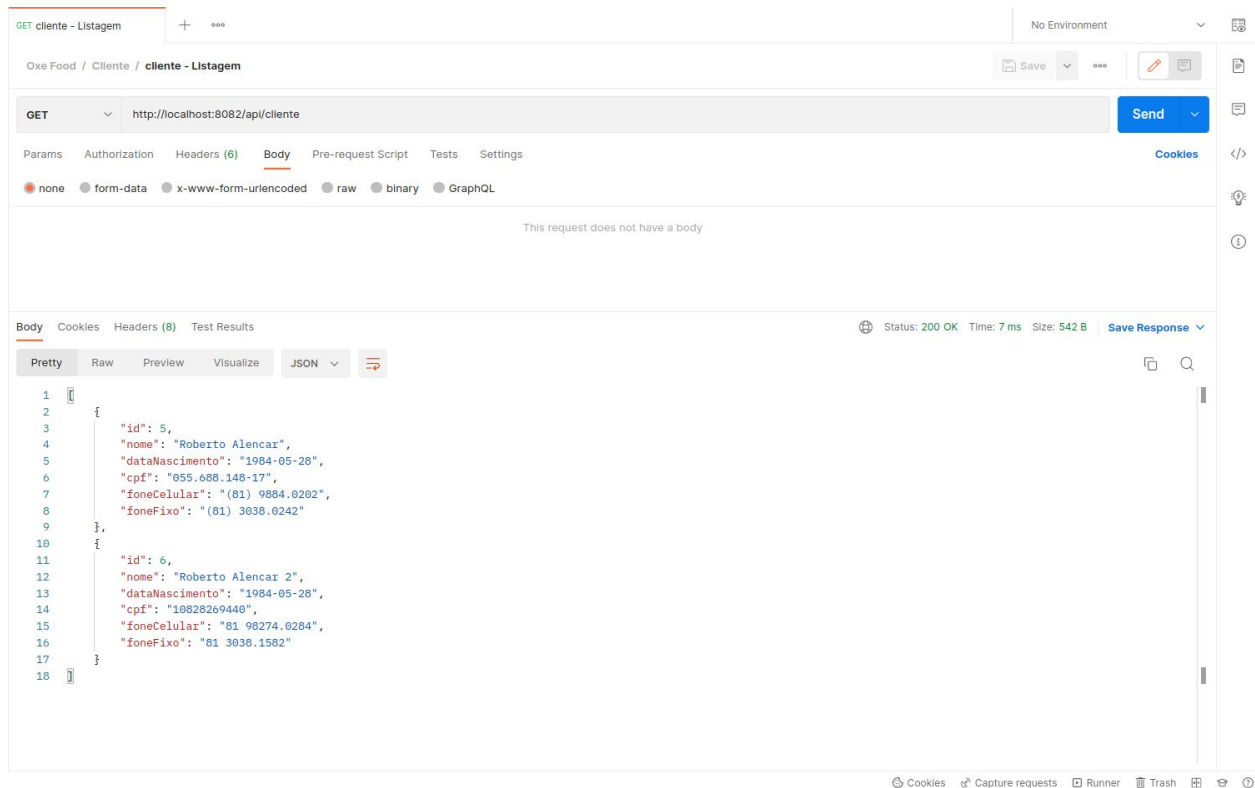 GET cliente - Listagem
No Environment
Oxe Food / Cliente / cliente - Listagem
Save
GET http://localhost:8082/api/cliente Send
Params Authorization Headers (6) Body Pre-request Script Tests Settings Cookies
none form-data x-www-form-urlencoded raw binary GraphQL
This request does not have a body
Body Cookies Headers (8) Test Results Status: 200 OK Time: 7 ms Size: 542 B Save Response
Pretty Raw Preview Visualize JSON
1 [
2 {
3 "id": 5,
4 "nome": "Roberto Alencar",
5 "dataNascimento": "1984-05-28",
6 "cpf": "055.688.148-17",
7 "foneCelular": "(81) 9884.0202",
8 "foneFixo": "(81) 3038.0242"
9 },
10 {
11 "id": 6,
12 "nome": "Roberto Alencar 2",
13 "dataNascimento": "1984-05-28",
14 "cpf": "10828269440",
15 "foneCelular": "81 98274.0284",
16 "foneFixo": "81 3038.1582"
17 }
18 ]
Cookies Capture requests Runner Trash